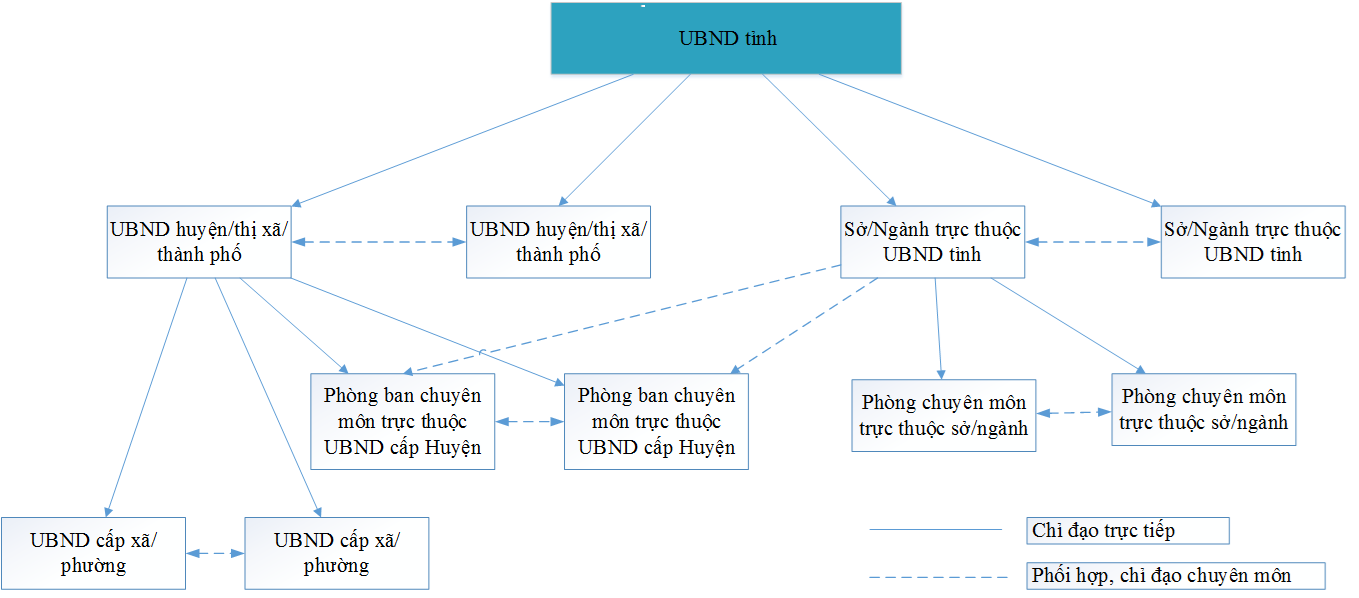 UBND tỉnh
UBND huyện/thị xã/
thành phố
UBND huyện/thị xã/
thành phố
Sở/Ngành trực thuộc
UBND tỉnh
Sở/Ngành trực thuộc
UBND tỉnh
Phòng ban chuyên
môn trực thuộc
UBND cấp Huyện
Phòng ban chuyên
môn trực thuộc
UBND cấp Huyện
Phòng chuyên môn
trực thuộc sở/ngành
Phòng chuyên môn
trực thuộc sở/ngành
UBND cấp xã/
phường
UBND cấp xã/
phường
Chỉ đạo trực tiếp
Phối hợp, chỉ đạo chuyên môn